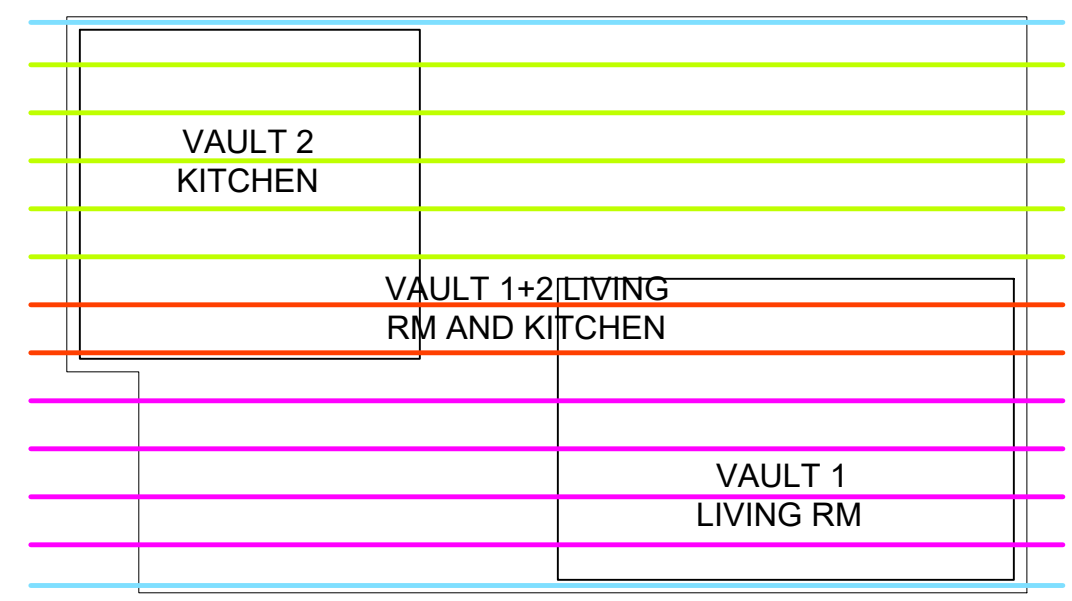 VAULT 2
KITCHEN
VAULT 1+2 LIVING
RM AND KITCHEN
VAULT 1
LIVING RM